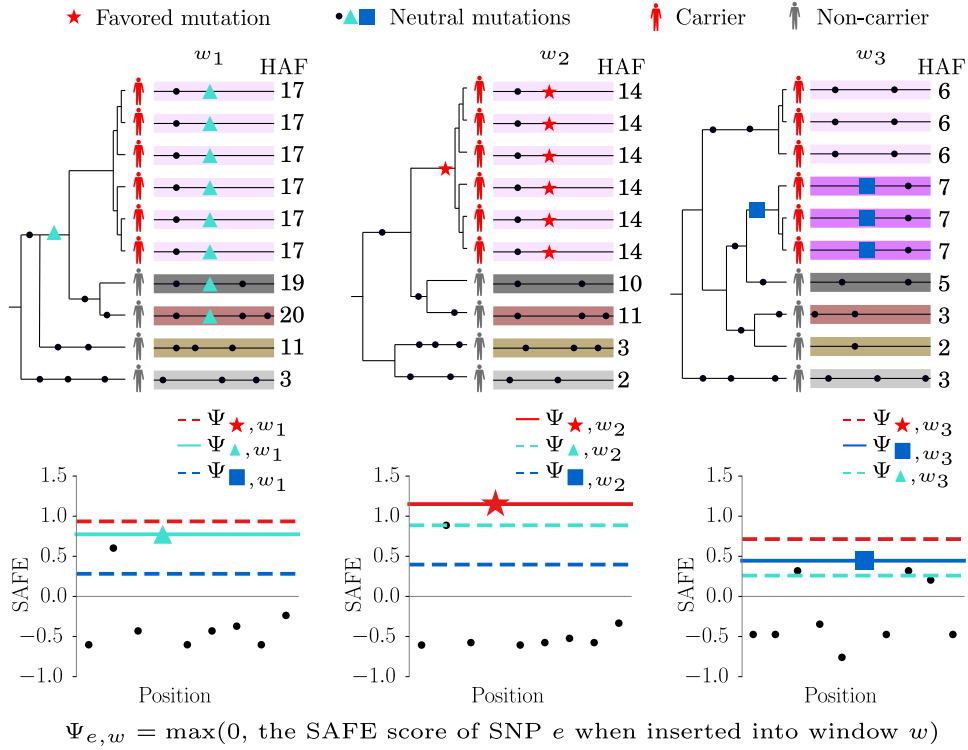 Favored mutation Neutral mutations Carrier Non-carrier
w1 HAF w2 HAF w3 HAF
17 14 6
17 14 6
17 14 6
17 14 7
17 14 7
17 14 7
19 10 5
20 11 3
11 3 2
3 2 3
Ψ★,w1 Ψ★,w2 Ψ★,w3
Ψ▲,w1 Ψ▲,w2 Ψ■,w3
Ψ■,w1 Ψ■,w2 Ψ▲,w3
1.5 1.5 1.5
1.0 1.0 1.0
0.5 0.5 0.5
0.0 0.0 0.0
−0.5 −0.5 −0.5
−1.0 −1.0 −1.0
SAFE SAFE SAFE
Position Position Position
Ψe,w = max(0, the SAFE score of SNP e when inserted into window w)